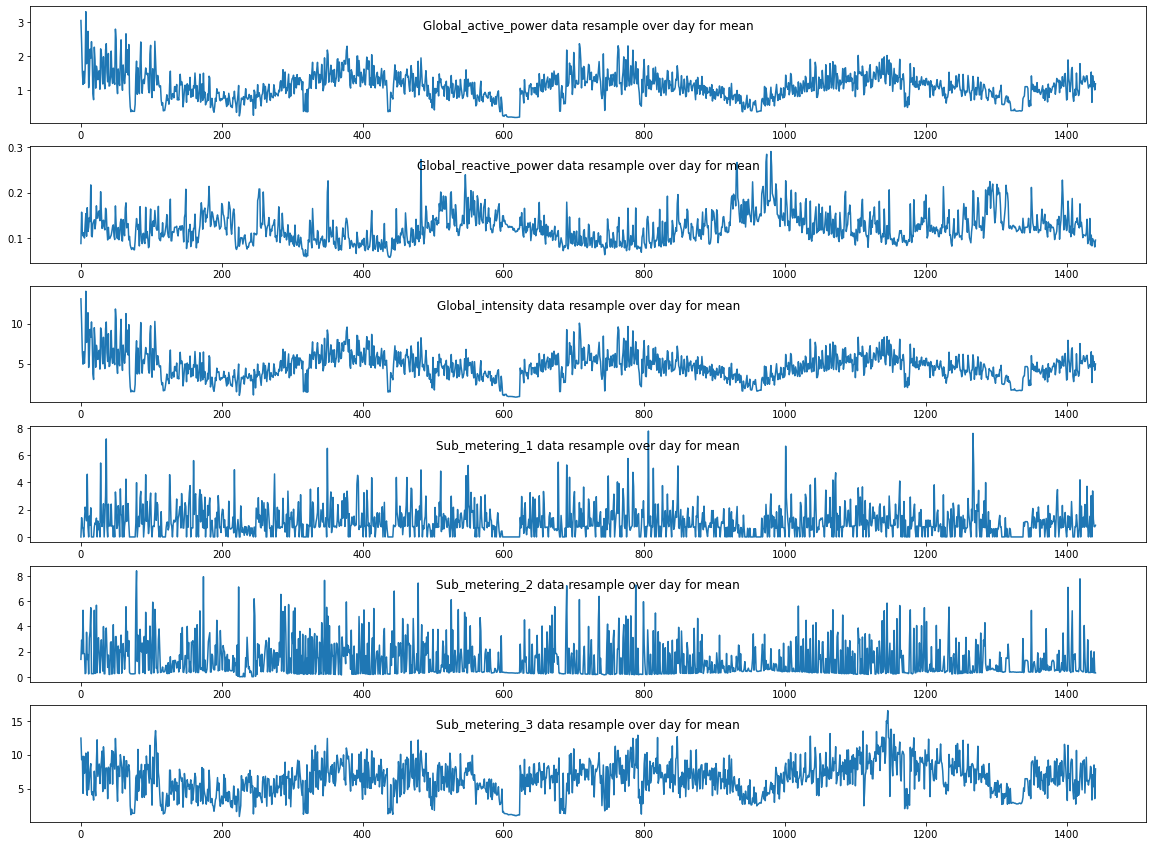 Global_active_power data resample over day for mean
3
2
1
0 200 400 600 800 1000 1200 1400
Global_reactive_power data resample over day for mean
0.3
0.2
0.1
0 200 400 600 800 1000 1200 1400
Global_intensity data resample over day for mean
10
5
0 200 400 600 800 1000 1200 1400
Sub_metering_1 data resample over day for mean
8
6
4
2
0
0 200 400 600 800 1000 1200 1400
Sub_metering_2 data resample over day for mean
8
6
4
2
0
0 200 400 600 800 1000 1200 1400
Sub_metering_3 data resample over day for mean
15
10
5
0 200 400 600 800 1000 1200 1400